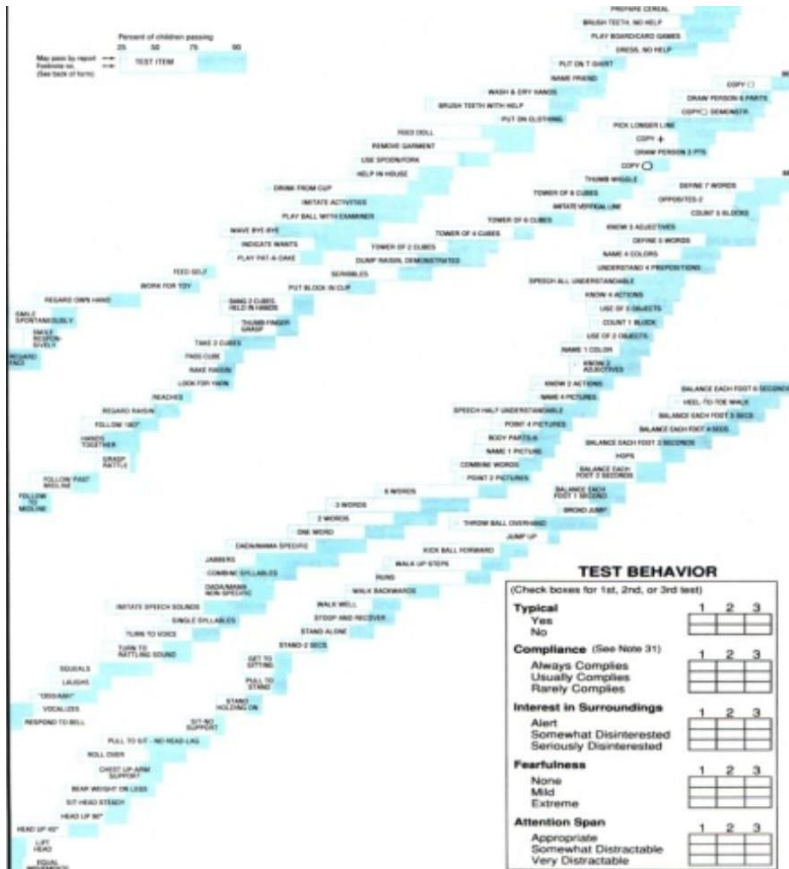 PREPARE CEREAL
BRUSH TEETH, NO HELP
PLAY BOARD/CARD GAMES
DRESS, NO HELP
PUT ON T-SHIRT
NAME FRIEND
WASH & DRY HANDS
BRUSH TEETH WITH HELP
PUT ON CLOTHING
FEED DOLL
REMOVE GARMENT
USE SPOON/FORK
HELP IN HOUSE
DRINK FROM CUP
IMITATE ACTIVITIES
PLAY BALL WITH EXAMINER
WAVE BYE-BYE
INDICATE WANTS
PLAY PAT-A-CAKE
FEED SELF
WORK FOR TOY
REGARD OWN HAND
SMILE
SPONTANEOUSLY
SMILE
RESPON-
SIVELY
REGARD
FACE
Percent of children passing
25 50 75 90
May pass by report
Footnote no.
(See back of form)
TEST ITEM
COPY □
DRAW PERSON 6 PARTS
COPY □ DEMONSTR.
PICK LONGER LINE
COPY +
DRAW PERSON 3 PTS
COPY ○
THUMB WIGGLE
TOWER OF 8 CUBES
IMITATE VERTICAL LINE
TOWER OF 6 CUBES
TOWER OF 4 CUBES
TOWER OF 2 CUBES
DUMP RAISIN, DEMONSTRATED
SCRIBBLES
PUT BLOCK IN CUP
BANG 2 CUBES
HELD IN HANDS
THUMB-FINGER
GRASP
TAKE 2 CUBES
PASS CUBE
RAKE RAISIN
LOOK FOR YARN
REACHES
REGARD RAISIN
FOLLOW 180°
HANDS
TOGETHER
GRASP
RATTLE
FOLLOW PAST
MIDLINE
FOLLOW
TO
MIDLINE
DEFINE 7 WORDS
OPPOSITES-2
COUNT 5 BLOCKS
KNOW 3 ADJECTIVES
DEFINE 5 WORDS
NAME 4 COLORS
UNDERSTAND 4 PREPOSITIONS
SPEECH ALL UNDERSTANDABLE
KNOW 4 ACTIONS
USE OF 3 OBJECTS
COUNT 1 BLOCK
USE OF 2 OBJECTS
NAME 1 COLOR
KNOW 2
ADJECTIVES
KNOW 2 ACTIONS
NAME 4 PICTURES
SPEECH HALF UNDERSTANDABLE
POINT 4 PICTURES
BODY PARTS-6
NAME 1 PICTURE
COMBINE WORDS
POINT 2 PICTURES
6 WORDS
3 WORDS
2 WORDS
ONE WORD
DADA/MAMA SPECIFIC
JABBERS
COMBINE SYLLABLES
DADA/MAMA
NON-SPECIFIC
IMITATE SPEECH SOUNDS
SINGLE SYLLABLES
TURN TO VOICE
TURN TO
RATTLING SOUND
SQUEALS
LAUGHS
"OOO/AAH"
VOCALIZES
RESPOND TO BELL
BALANCE EACH FOOT 6 SECONDS
HEEL-TO-TOE WALK
BALANCE EACH FOOT 5 SECS
BALANCE EACH FOOT 4 SECS
BALANCE EACH FOOT 3 SECONDS
HOPS
BALANCE EACH
FOOT 2 SECONDS
BALANCE EACH
FOOT 1 SECOND
BROAD JUMP
THROW BALL OVERHAND
JUMP UP
KICK BALL FORWARD
WALK UP STEPS
RUNS
WALK BACKWARDS
WALK WELL
STOOP AND RECOVER
STAND ALONE
STAND-2 SECS
GET TO
SITTING
PULL TO
STAND
STAND
HOLDING ON
SIT-NO
SUPPORT
PULL TO SIT - NO HEAD-LAG
ROLL OVER
CHEST UP-ARM
SUPPORT
BEAR WEIGHT ON LEGS
SIT-HEAD STEADY
HEAD UP 90°
HEAD UP 45°
LIFT
HEAD
EQUAL
MOVEMENTS
TEST BEHAVIOR
(Check boxes for 1st, 2nd, or 3rd test)
Typical 1 2 3
Yes
No
Compliance (See Note 31) 1 2 3
Always Complies
Usually Complies
Rarely Complies
Interest in Surroundings 1 2 3
Alert
Somewhat Disinterested
Seriously Disinterested
Fearfulness 1 2 3
None
Mild
Extreme
Attention Span 1 2 3
Appropriate
Somewhat Distractable
Very Distractable